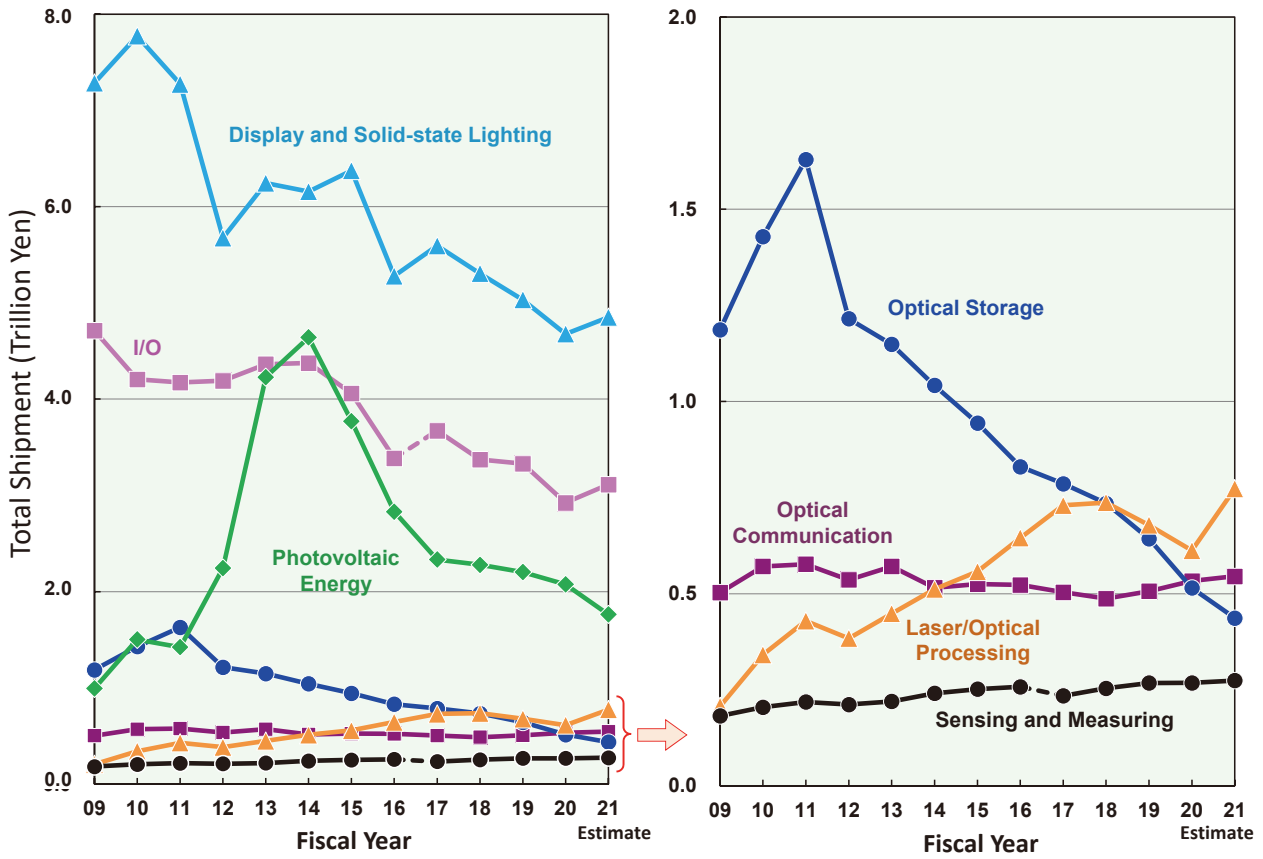 Total Shipment (Trillion Yen)
8.0
6.0
4.0
2.0
0.0
Display and Solid-state Lighting
I/O
Photovoltaic
Energy
09 10 11 12 13 14 15 16 17 18 19 20 21
Estimate
Fiscal Year
2.0
1.5
1.0
0.5
0.0
Optical Storage
Optical
Communication
Laser/Optical
Processing
Sensing and Measuring
09 10 11 12 13 14 15 16 17 18 19 20 21
Estimate
Fiscal Year